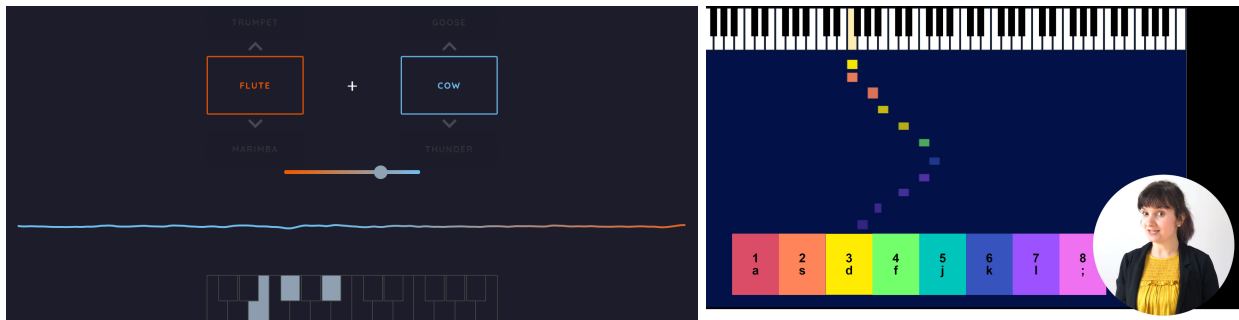 TRUMPET
GOOSE
FLUTE
+
COW
MARIMBA
THUNDER
1 2 3 4 5 6 7 8
a s d f j k l ;